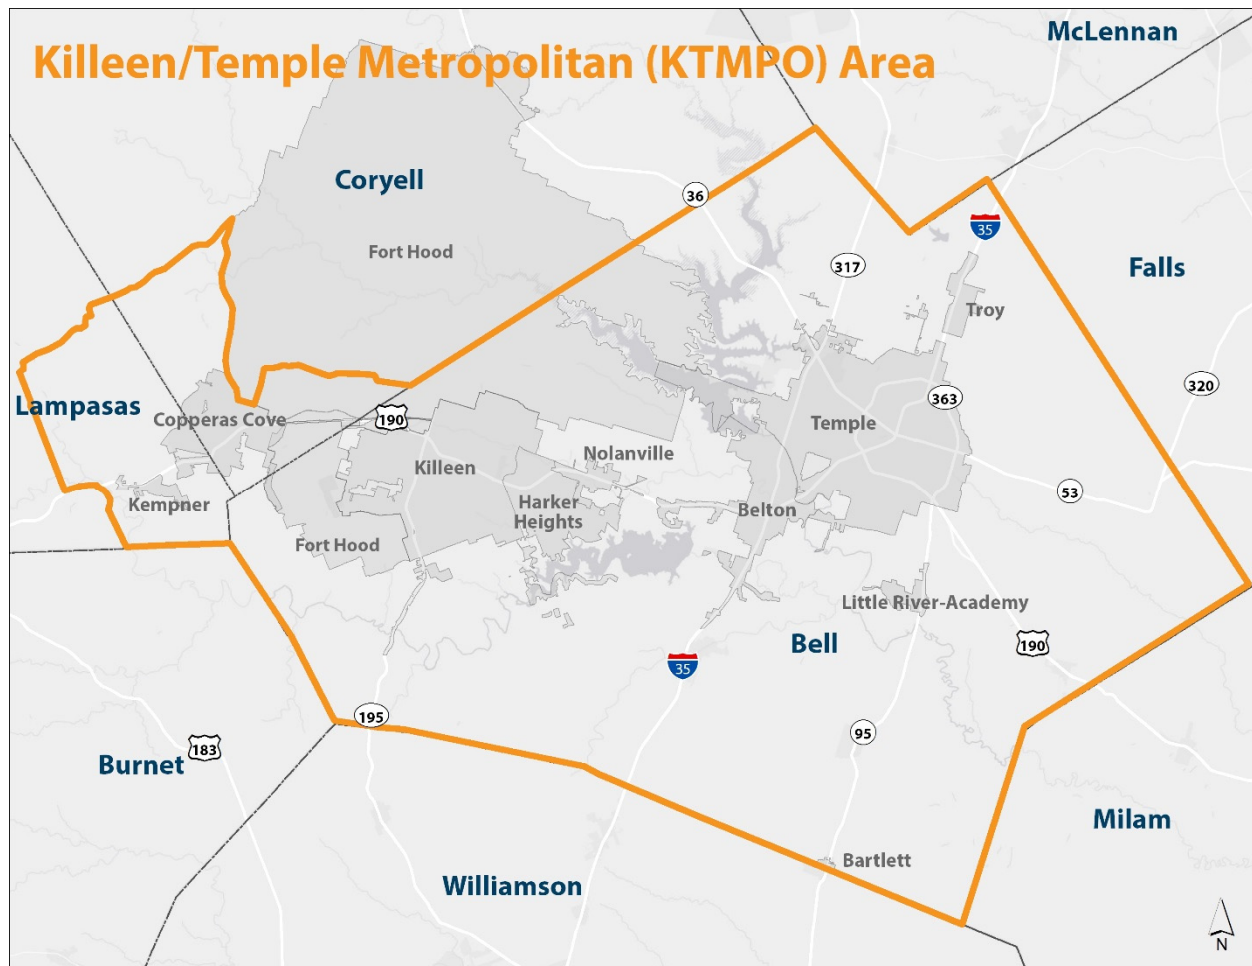 McLennan
Killeen/Temple Metropolitan (KTMPO) Area
Coryell
36
35
Fort Hood
317
Falls
Troy
320
363
Lampasas
Copperas Cove
190
Temple
Nolanville
Killeen
53
Kempner
Harker
Heights
Belton
Fort Hood
Little River-Academy
Bell
190
35
195
95
183
Burnet
Milam
Bartlett
Williamson
N